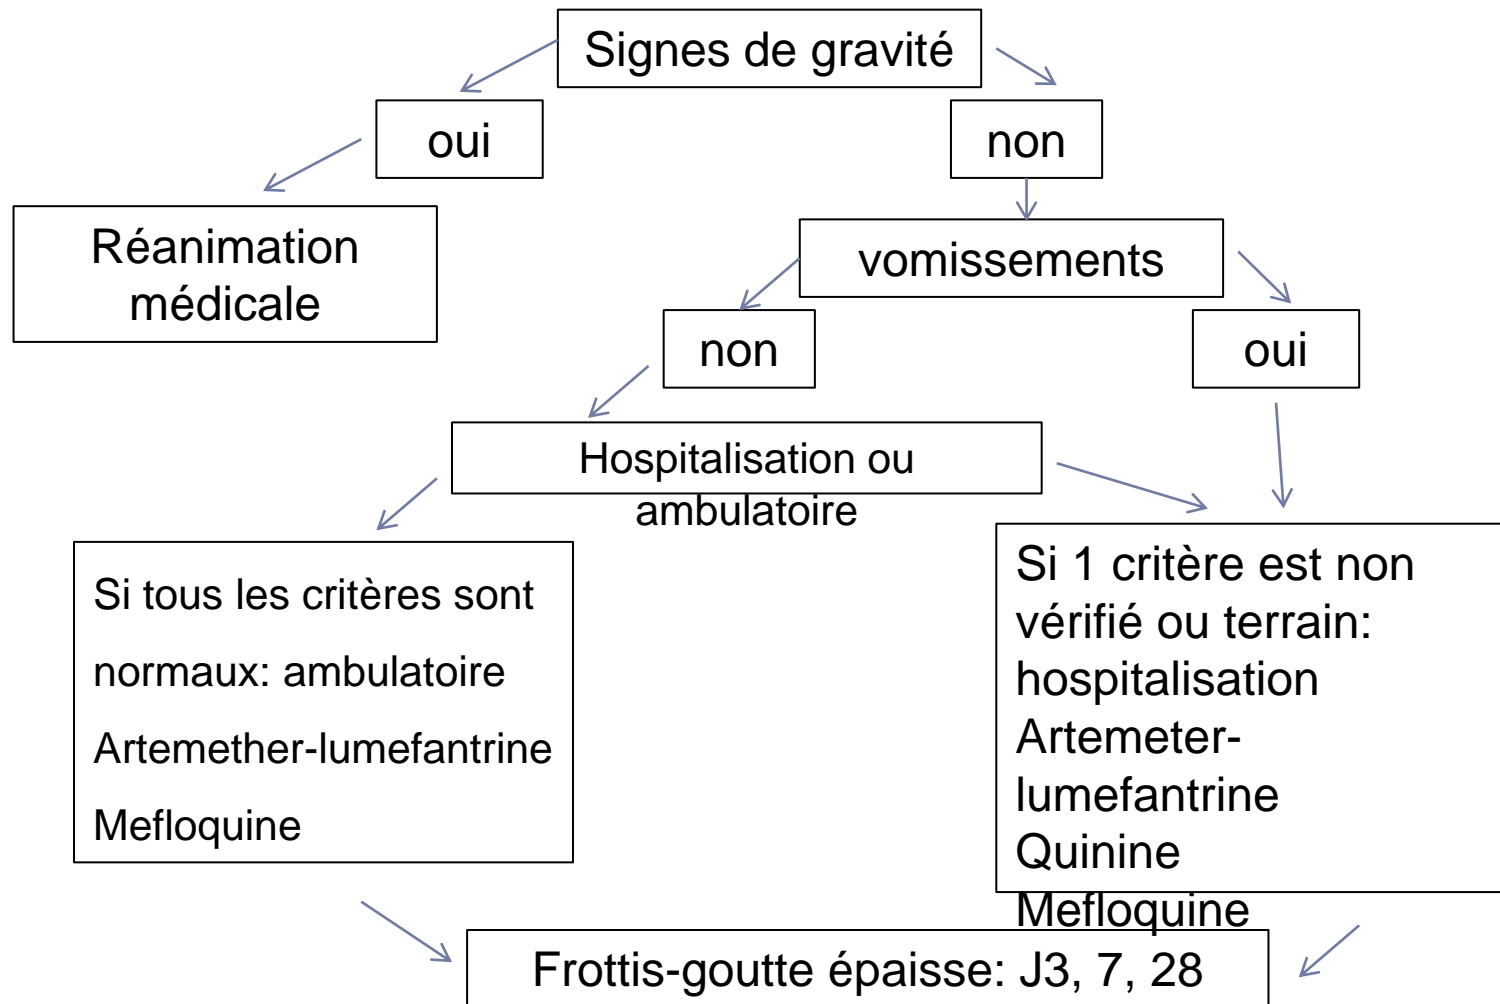 Signes de gravité
oui
non
Réanimation
médicale
vomissements
non
oui
Hospitalisation ou
ambulatoire
Si tous les critères sont
normaux: ambulatoire
Artemether-lumefantrine
Mefloquine
Si 1 critère est non
vérifié ou terrain:
hospitalisation
Artemeter-
lumefantrine
Quinine
Mefloquine
Frottis-goutte épaisse: J3, 7, 28